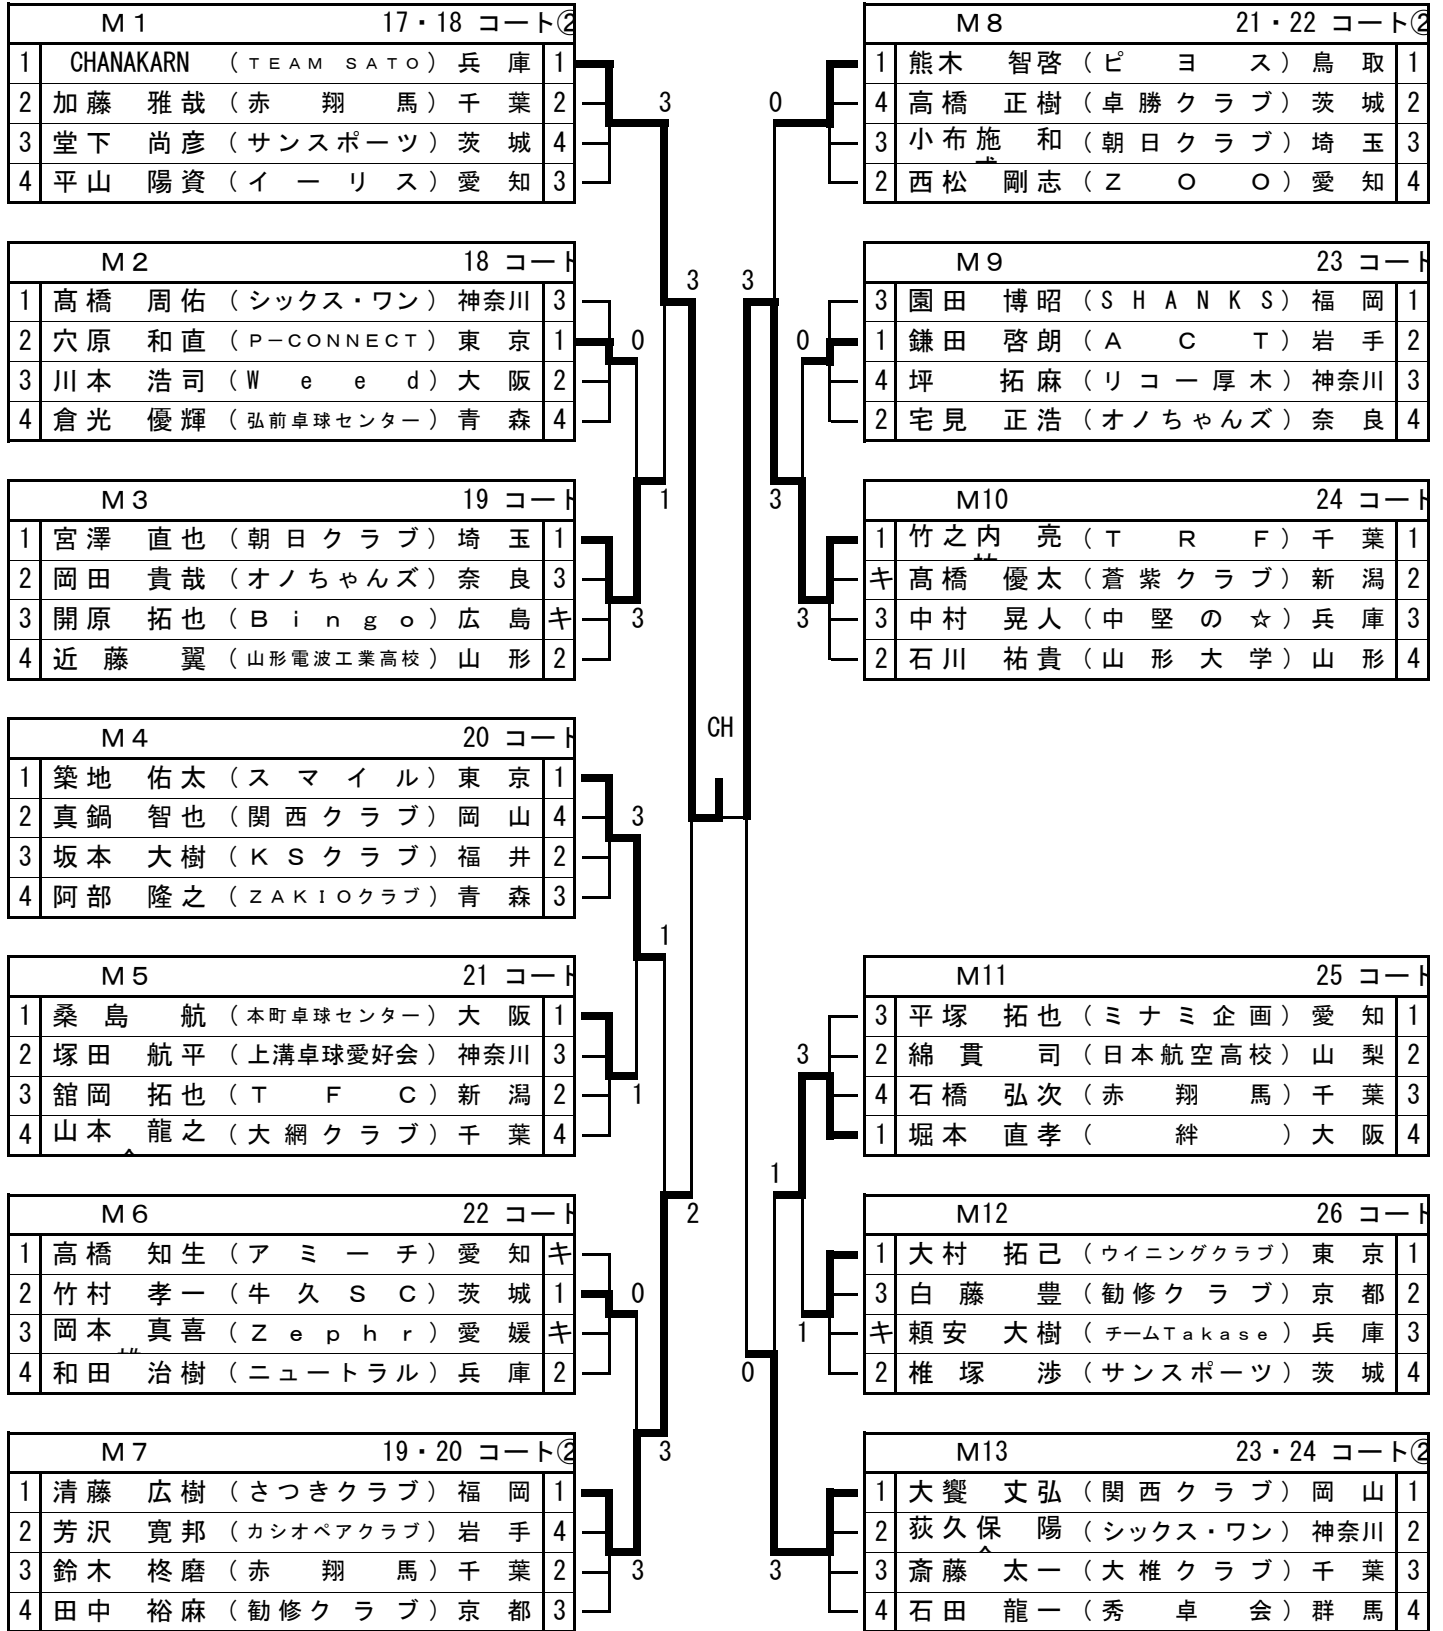 M1 17・18 コート②
1 CHANAKARN (TEAM SATO) 兵庫 1
2 加藤 雅哉 (赤翔馬) 千葉 2
3 堂下 尚彦 (サンスポーツ) 茨城 4
4 平山 陽資 (イーリス) 愛知 3
3
M2 18 コート
1 髙橋 周佑 (シックス・ワン) 神奈川 3
2 穴原 和直 (P-CONNECT) 東京 1
3 川本 浩司 (Weed) 大阪 2
4 倉光 優輝 (弘前卓球センター) 青森 4
0
3
M3 19 コート
1 宮澤 直也 (朝日クラブ) 埼玉 1
2 岡田 貴哉 (オノちゃんズ) 奈良 3
3 開原 拓也 (Bingo) 広島 キ
4 近藤 翼 (山形電波工業高校) 山形 2
1
3
M4 20 コート
1 築地 佑太 (スマイル) 東京 1
2 真鍋 智也 (関西クラブ) 岡山 4
3 坂本 大樹 (KSクラブ) 福井 2
4 阿部 隆之 (ZAKIOクラブ) 青森 3
3
1
M5 21 コート
1 桑島 航 (本町卓球センター) 大阪 1
2 塚田 航平 (上溝卓球愛好会) 神奈川 3
3 舘岡 拓也 (TFC) 新潟 2
4 山本 龍之 (大網クラブ) 千葉 4
1
M6 22 コート
1 高橋 知生 (アミーチ) 愛知 キ
2 竹村 孝一 (牛久SC) 茨城 1
3 岡本 真喜 (Zephr) 愛媛 キ
4 和田 治樹 (ニュートラル) 兵庫 2
0
2
M7 19・20 コート②
1 清藤 広樹 (さつきクラブ) 福岡 1
2 芳沢 寛邦 (カシオペアクラブ) 岩手 4
3 鈴木 柊磨 (赤翔馬) 千葉 2
4 田中 裕麻 (勧修クラブ) 京都 3
3
3
CH
M8 21・22 コート②
1 熊木 智啓 (ピヨス) 鳥取 1
4 高橋 正樹 (卓勝クラブ) 茨城 2
3 小布施 和 (朝日クラブ) 埼玉 3
2 西松 剛志 (ZOO) 愛知 4
0
3
M9 23 コート
3 園田 博昭 (SHANKS) 福岡 1
1 鎌田 啓朗 (ACT) 岩手 2
4 坪 拓麻 (リコー厚木) 神奈川 3
2 宅見 正浩 (オノちゃんズ) 奈良 4
0
3
M10 24 コート
1 竹之内 亮 (TRF) 千葉 1
キ 髙橋 優太 (蒼紫クラブ) 新潟 2
3 中村 晃人 (中堅の☆) 兵庫 3
2 石川 祐貴 (山形大学) 山形 4
3
M11 25 コート
3 平塚 拓也 (ミナミ企画) 愛知 1
2 綿貫 司 (日本航空高校) 山梨 2
4 石橋 弘次 (赤翔馬) 千葉 3
1 堀本 直孝 (絆) 大阪 4
3
1
M12 26 コート
1 大村 拓己 (ウイニングクラブ) 東京 1
3 白藤 豊 (勧修クラブ) 京都 2
キ 頼安 大樹 (チームTakase) 兵庫 3
2 椎塚 渉 (サンスポーツ) 茨城 4
1
0
M13 23・24 コート②
1 大饗 丈弘 (関西クラブ) 岡山 1
2 荻久保 陽 (シックス・ワン) 神奈川 2
3 斎藤 太一 (大椎クラブ) 千葉 3
4 石田 龍一 (秀卓会) 群馬 4
3